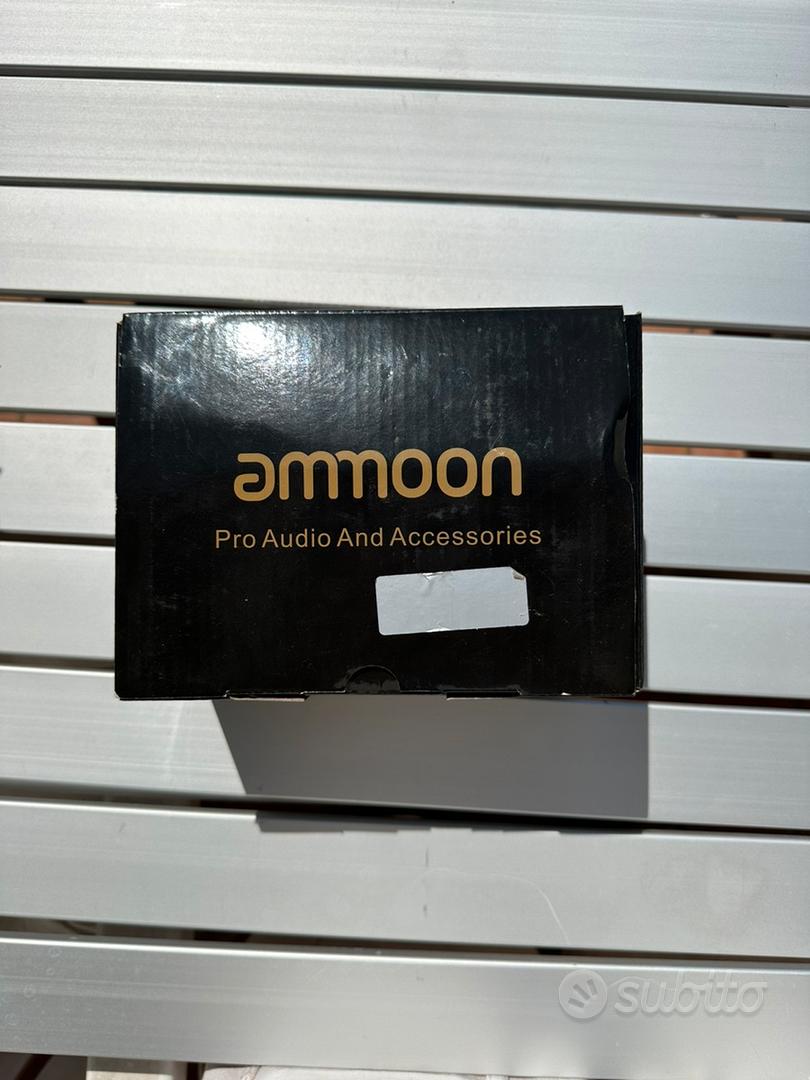 ammoon
Pro Audio And Accessories
subito